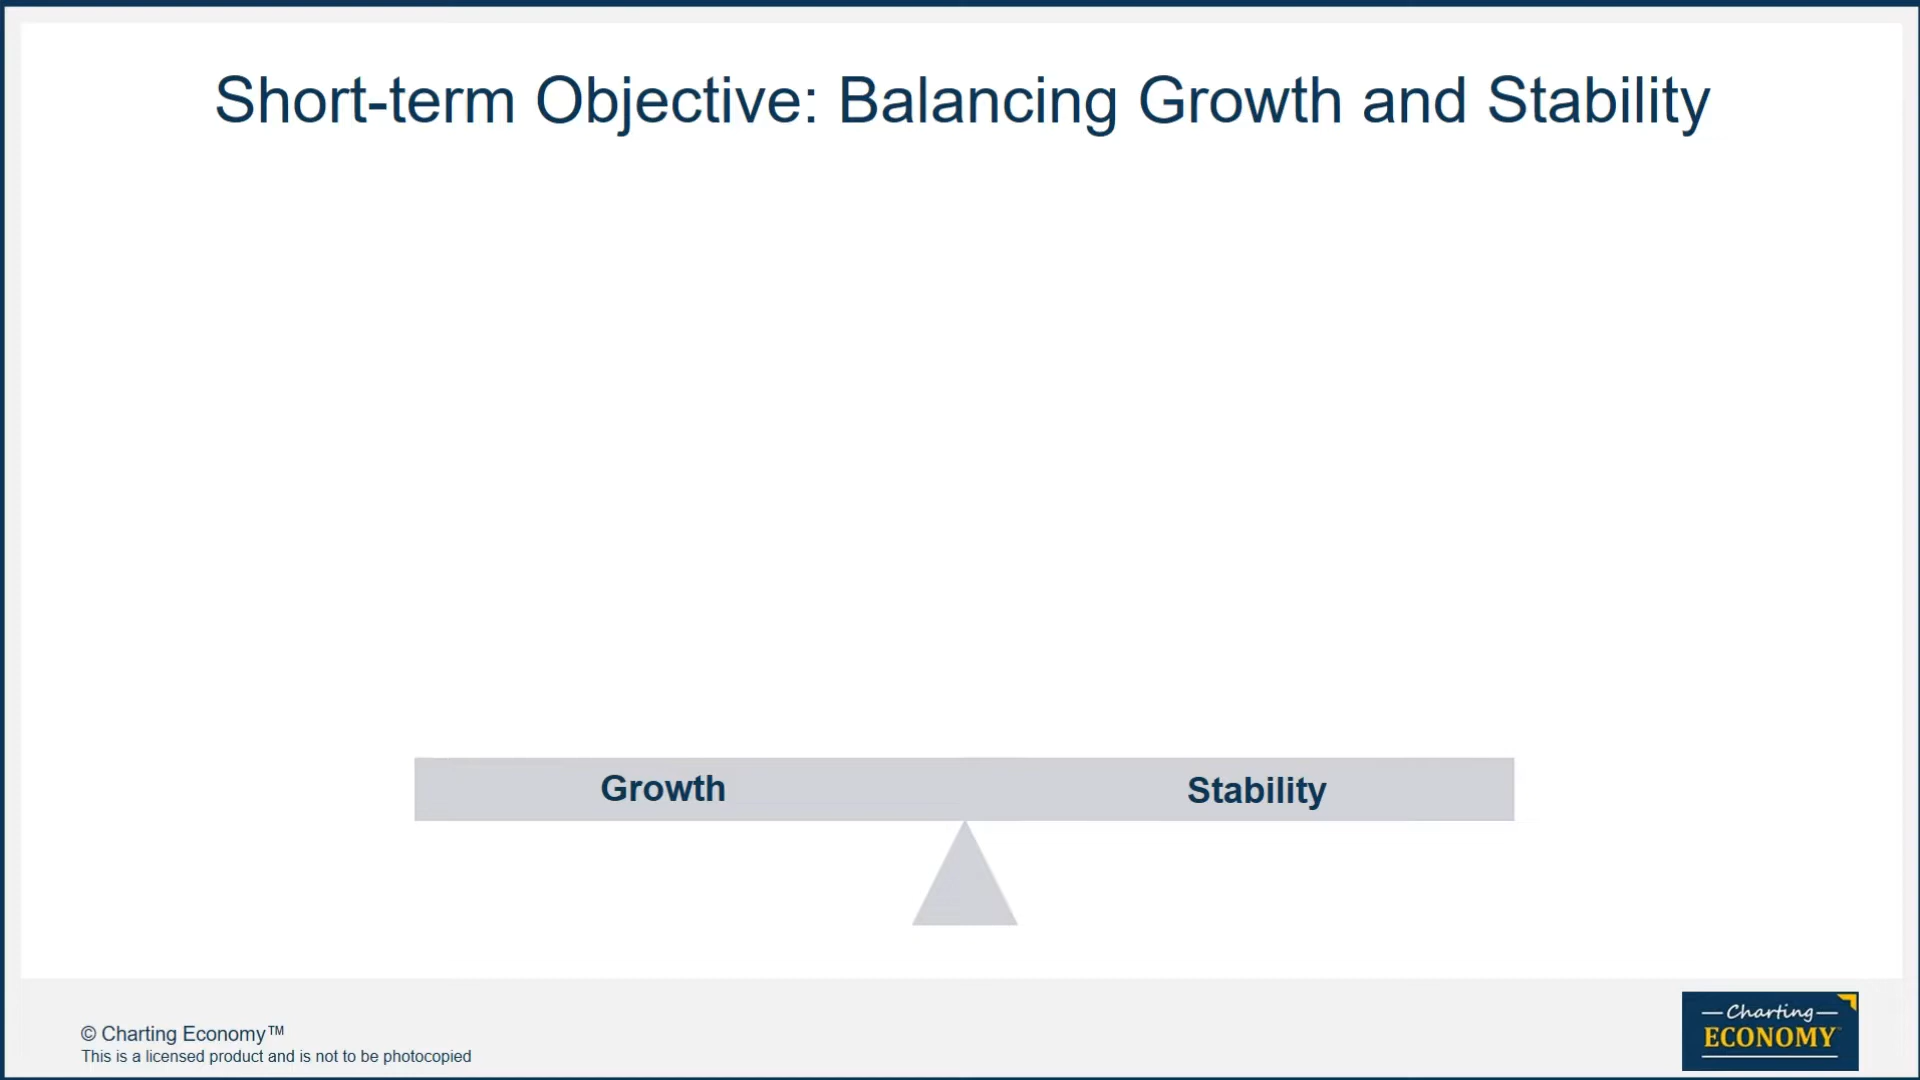 Short-term Objective: Balancing Growth and Stability
Growth Stability
© Charting Economy™
This is a licensed product and is not to be photocopied
Charting
ECONOMY